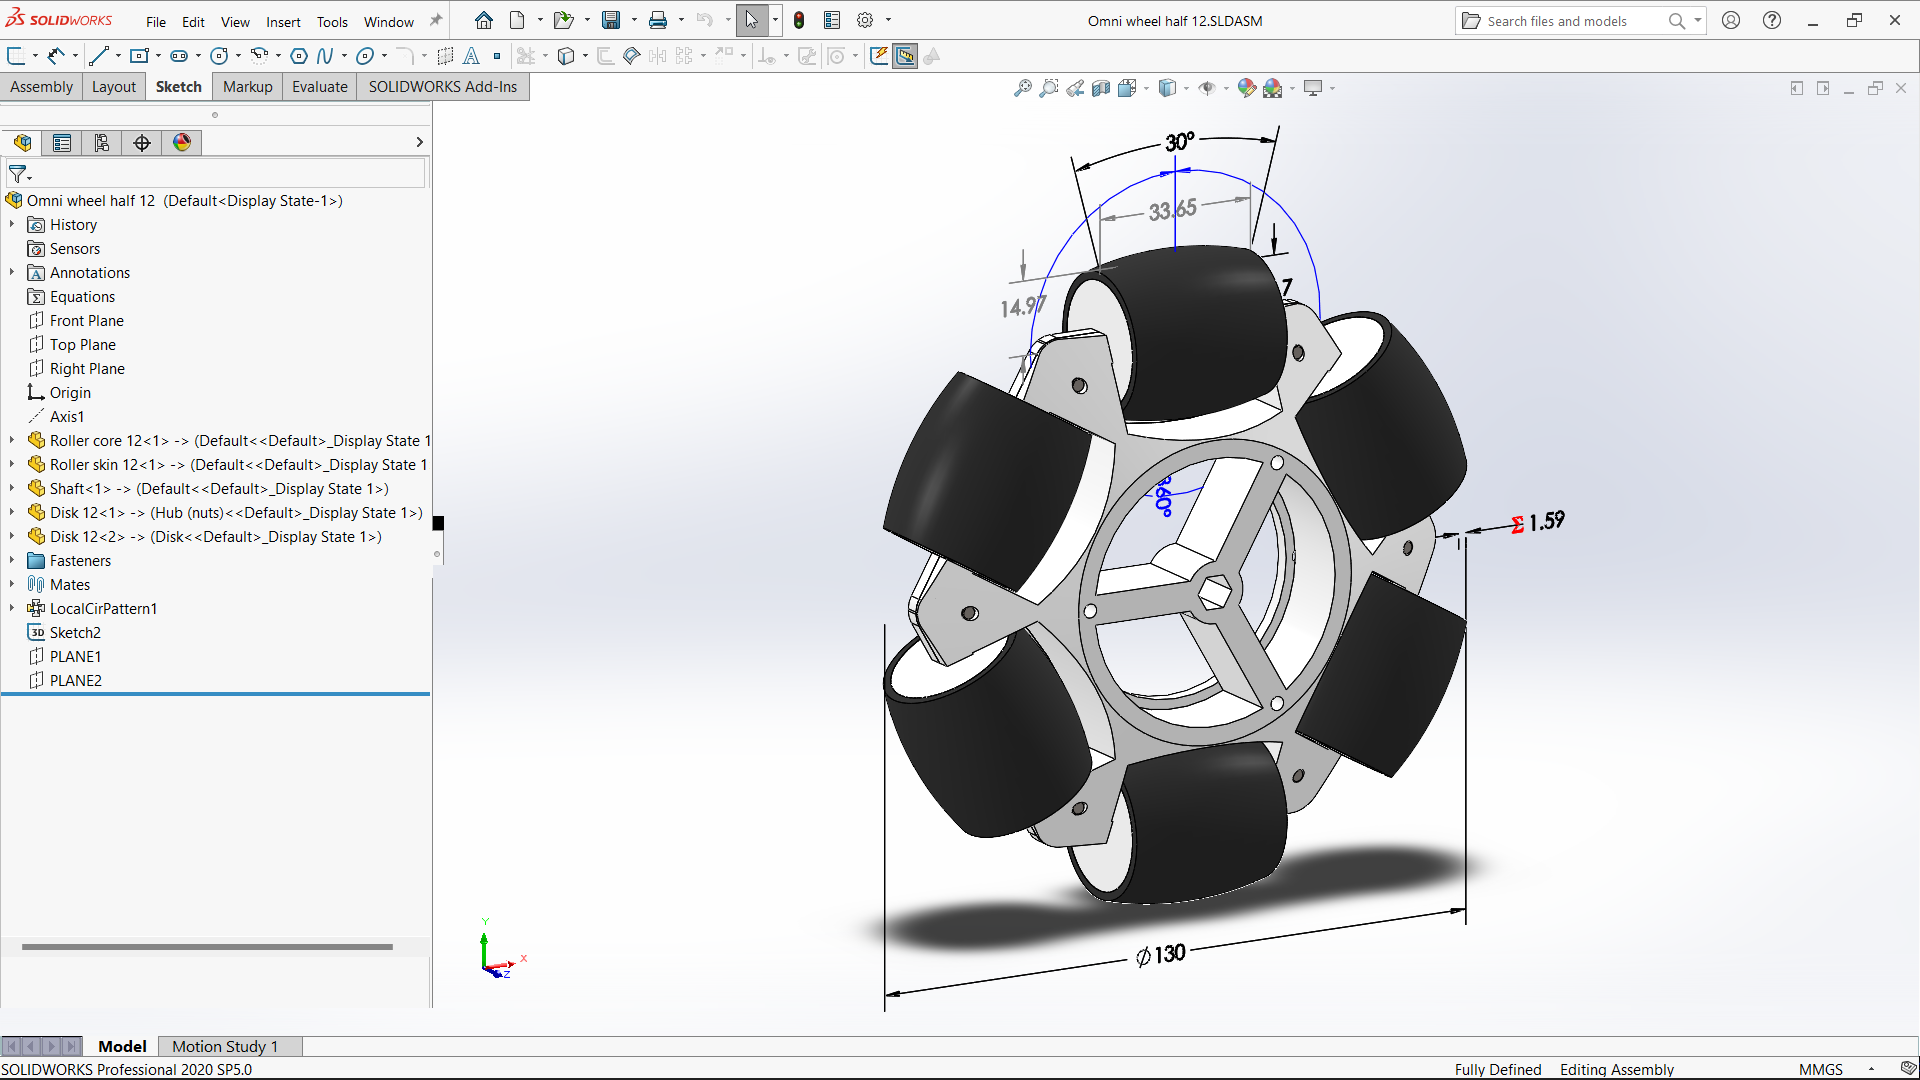 SOLIDWORKS File Edit View Insert Tools Window Omni wheel half 12.SLDASM Search files and models
Assembly Layout Sketch Markup Evaluate SOLIDWORKS Add-Ins
Omni wheel half 12 (Default<Display State-1>)
History
Sensors
Annotations
Equations
Front Plane
Top Plane
Right Plane
Origin
Axis1
Roller core 12<1> -> (Default<<Default>_Display State 1
Roller skin 12<1> -> (Default<<Default>_Display State 1
Shaft<1> -> (Default<<Default>_Display State 1>)
Disk 12<1> -> (Hub (nuts)<<Default>_Display State 1>)
Disk 12<2> -> (Disk<<Default>_Display State 1>)
Fasteners
Mates
LocalCirPattern1
3D Sketch2
PLANE1
PLANE2
30°
33.65
14.97
7
360°
Σ 1.59
⌀130
Y
X
Z
Model Motion Study 1
SOLIDWORKS Professional 2020 SP5.0 Fully Defined Editing Assembly MMGS